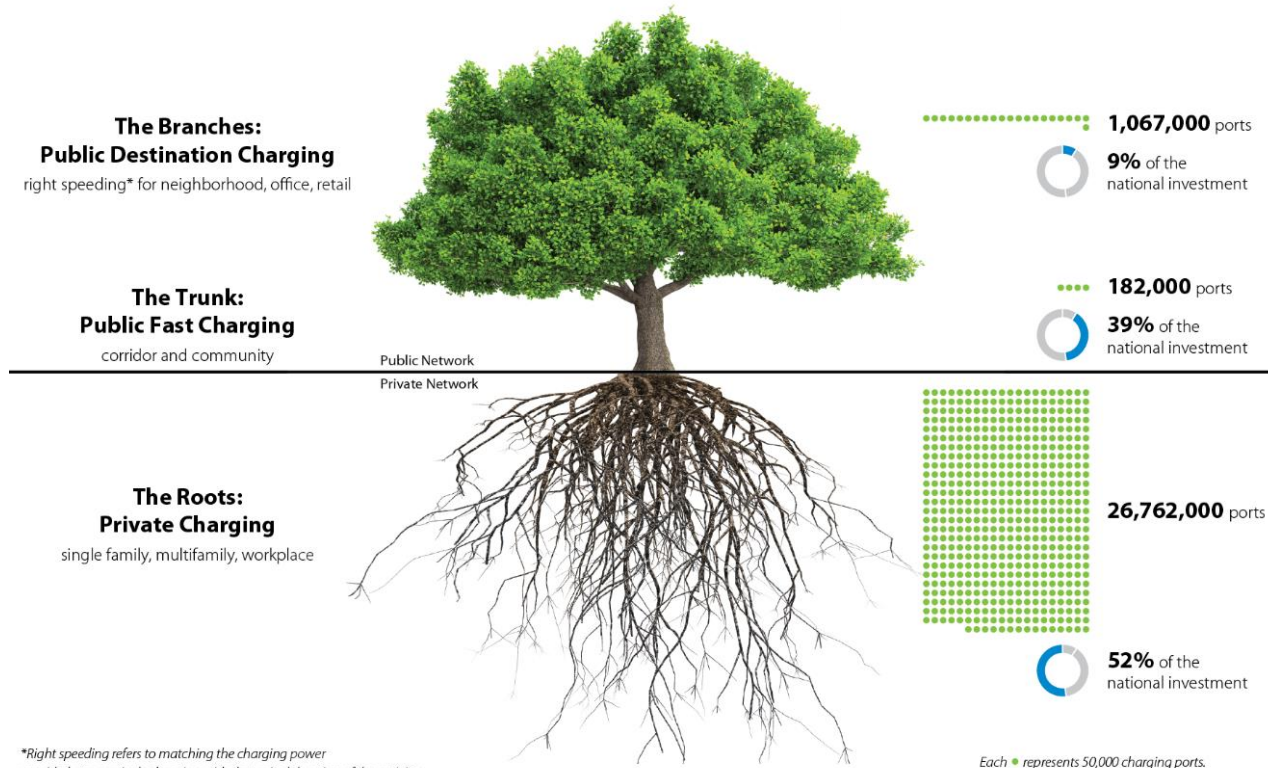 The Branches:
Public Destination Charging
right speeding* for neighborhood, office, retail
1,067,000 ports
9% of the
national investment
The Trunk:
Public Fast Charging
corridor and community
182,000 ports
39% of the
national investment
Public Network
Private Network
The Roots:
Private Charging
single family, multifamily, workplace
26,762,000 ports
52% of the
national investment
*Right speeding refers to matching the charging power
Each ● represents 50,000 charging ports.